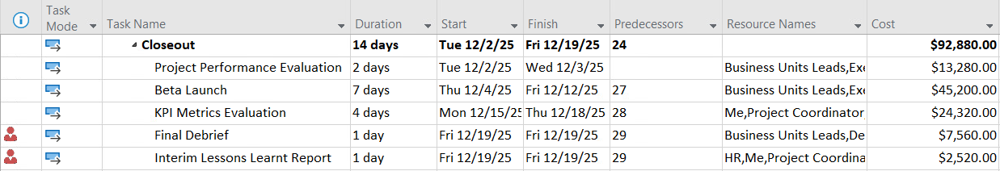 Task Mode Task Name Duration Start Finish Predecessors Resource Names Cost
Closeout 14 days Tue 12/2/25 Fri 12/19/25 24 $92,880.00
Project Performance Evaluation 2 days Tue 12/2/25 Wed 12/3/25 Business Units Leads,Exe $13,280.00
Beta Launch 7 days Thu 12/4/25 Fri 12/12/25 27 Business Units Leads,Exe $45,200.00
KPI Metrics Evaluation 4 days Mon 12/15/25 Thu 12/18/25 28 Me,Project Coordinator, $24,320.00
Final Debrief 1 day Fri 12/19/25 Fri 12/19/25 29 Business Units Leads,De $7,560.00
Interim Lessons Learnt Report 1 day Fri 12/19/25 Fri 12/19/25 29 HR,Me,Project Coordina $2,520.00